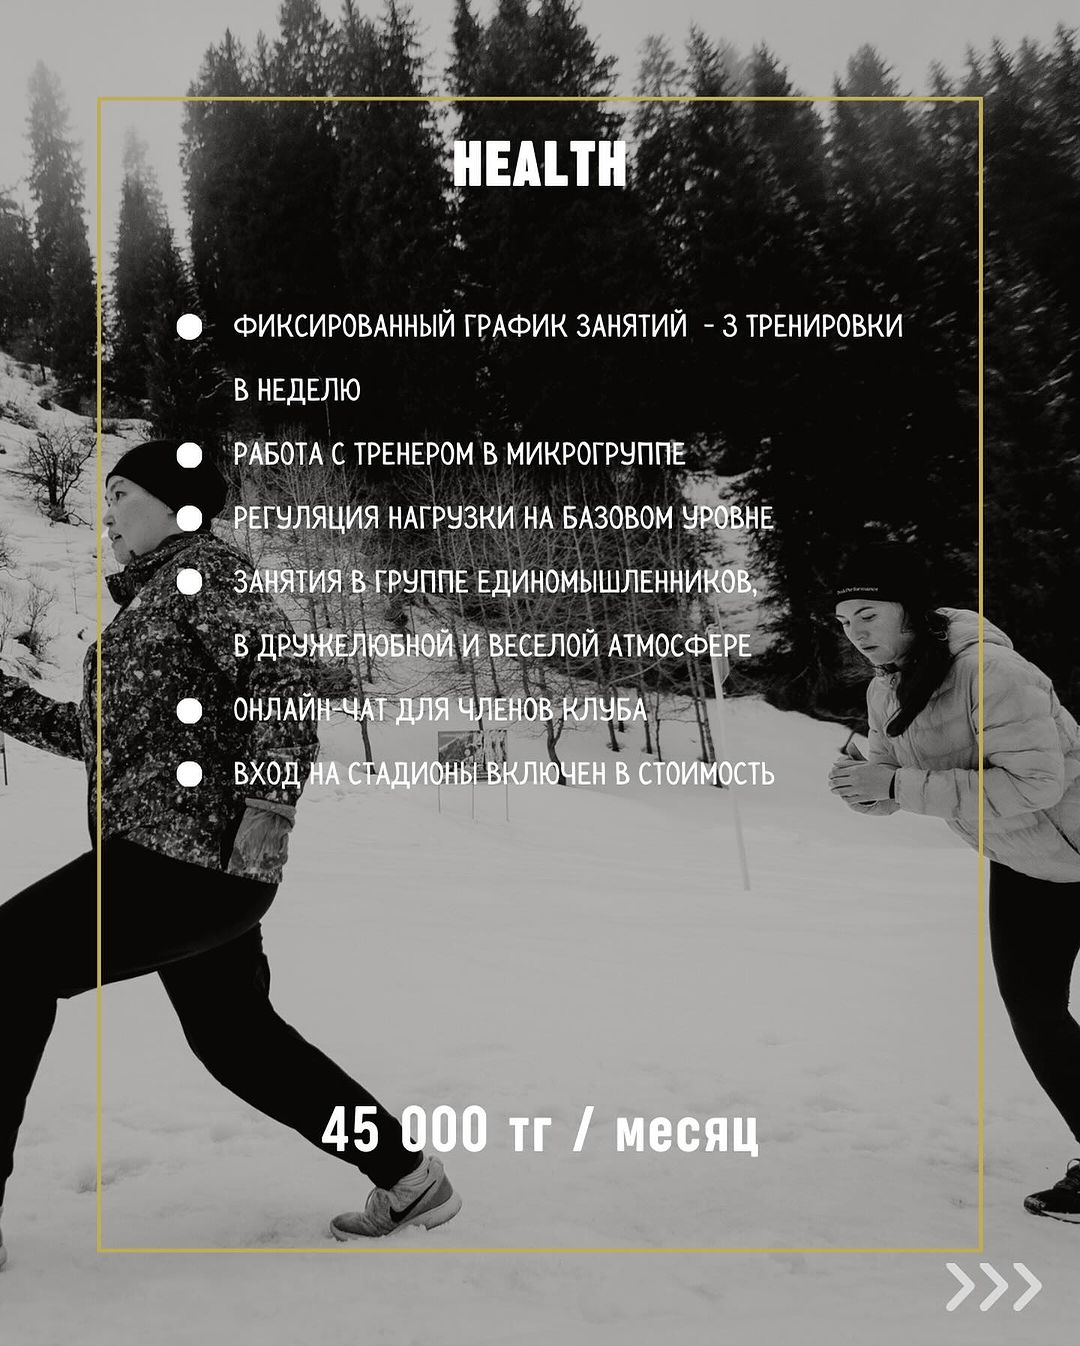 HEALTH
ФИКСИРОВАННЫЙ ГРАФИК ЗАНЯТИЙ - 3 ТРЕНИРОВКИ
В НЕДЕЛЮ
РАБОТА С ТРЕНЕРОМ В МИКРОГРУППЕ
РЕГУЛЯЦИЯ НАГРУЗКИ НА БАЗОВОМ УРОВНЕ
ЗАНЯТИЯ В ГРУППЕ ЕДИНОМЫШЛЕННИКОВ,
В ДРУЖЕЛЮБНОЙ И ВЕСЕЛОЙ АТМОСФЕРЕ
ОНЛАЙН-ЧАТ ДЛЯ ЧЛЕНОВ КЛУБА
ВХОД НА СТАДИОНЫ ВКЛЮЧЕН В СТОИМОСТЬ
45 000 тг / месяц